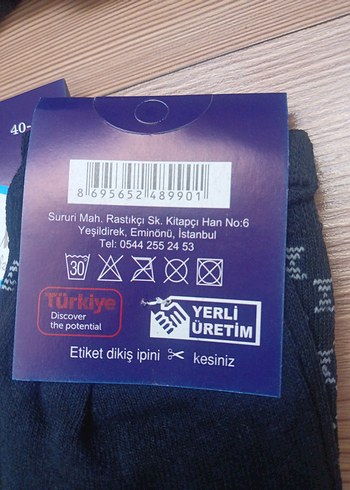 40-
8 695652 489901
Sururi Mah. Rastıkçı Sk. Kitapçı Han No:6
Yeşildirek, Eminönü, İstanbul
Tel: 0544 255 24 53
30
Türkiye
Discover
the potential
YERLİ
ÜRETİM
Etiket dikiş ipini ✂ kesiniz